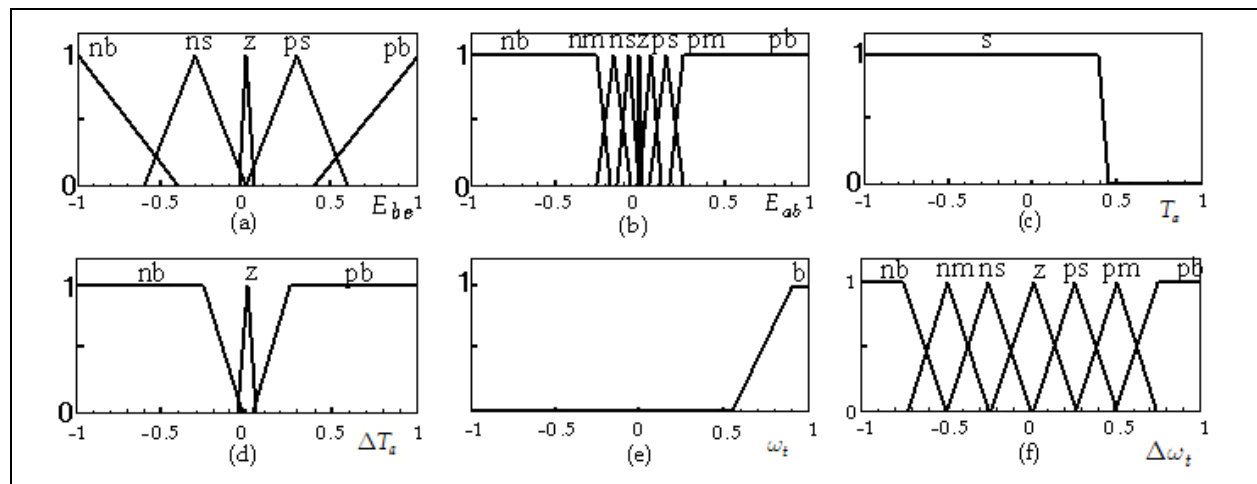 nb ns z ps pb
1
0
-1 -0.5 0 0.5 1
E_be
(a)
nb nm ns z ps pm pb
1
0
-1 -0.5 0 0.5 1
E_ab
(b)
s
1
0
-1 -0.5 0 0.5 1
T_s
(c)
nb z pb
1
0
-1 -0.5 0 0.5 1
ΔT_s
(d)
b
1
0
-1 -0.5 0 0.5 1
ω_t
(e)
nb nm ns z ps pm pb
1
0
-1 -0.5 0 0.5 1
Δω_t
(f)